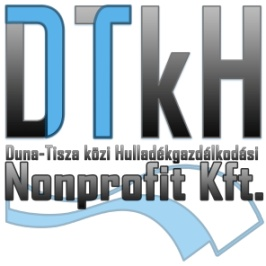 DTkH
Duna-Tisza közi Hulladékgazdálkodási
Nonprofit Kft.